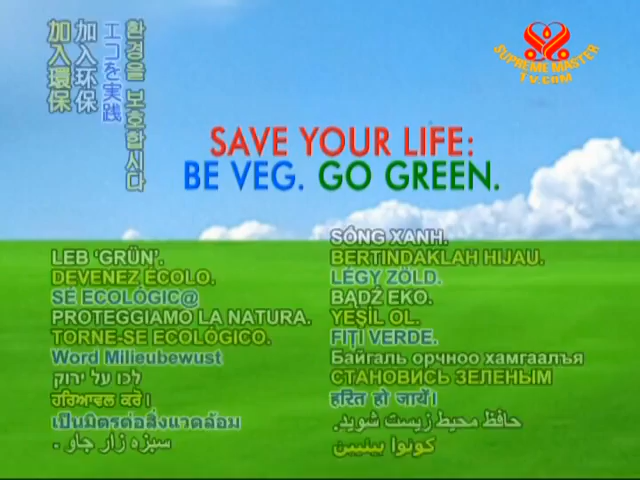 加入環保
加入环保
エコを実践
환경을 보호합시다
SUPREME MASTER
TV.COM
SAVE YOUR LIFE:
BE VEG. GO GREEN.
LEB 'GRÜN'.
DEVENEZ ÉCOLO.
SÉ ECOLÓGIC@
PROTEGGIAMO LA NATURA.
TORNE-SE ECOLÓGICO.
Word Milieubewust
לכו על ירוק
ਹਰਿਆਵਲ ਕਰੋ।
เป็นมิตรต่อสิ่งแวดล้อม
سبزه زار جاو.
SỐNG XANH.
BERTINDAKLAH HIJAU.
LÉGY ZÖLD.
BĄDŹ EKO.
YEŞİL OL.
FIȚI VERDE.
Байгаль орчноо хамгаалъя
СТАНОВИСЬ ЗЕЛЕНЫМ
हरित हो जायें।
حافظ محیط زیست شوید.
كونوا بيئيين